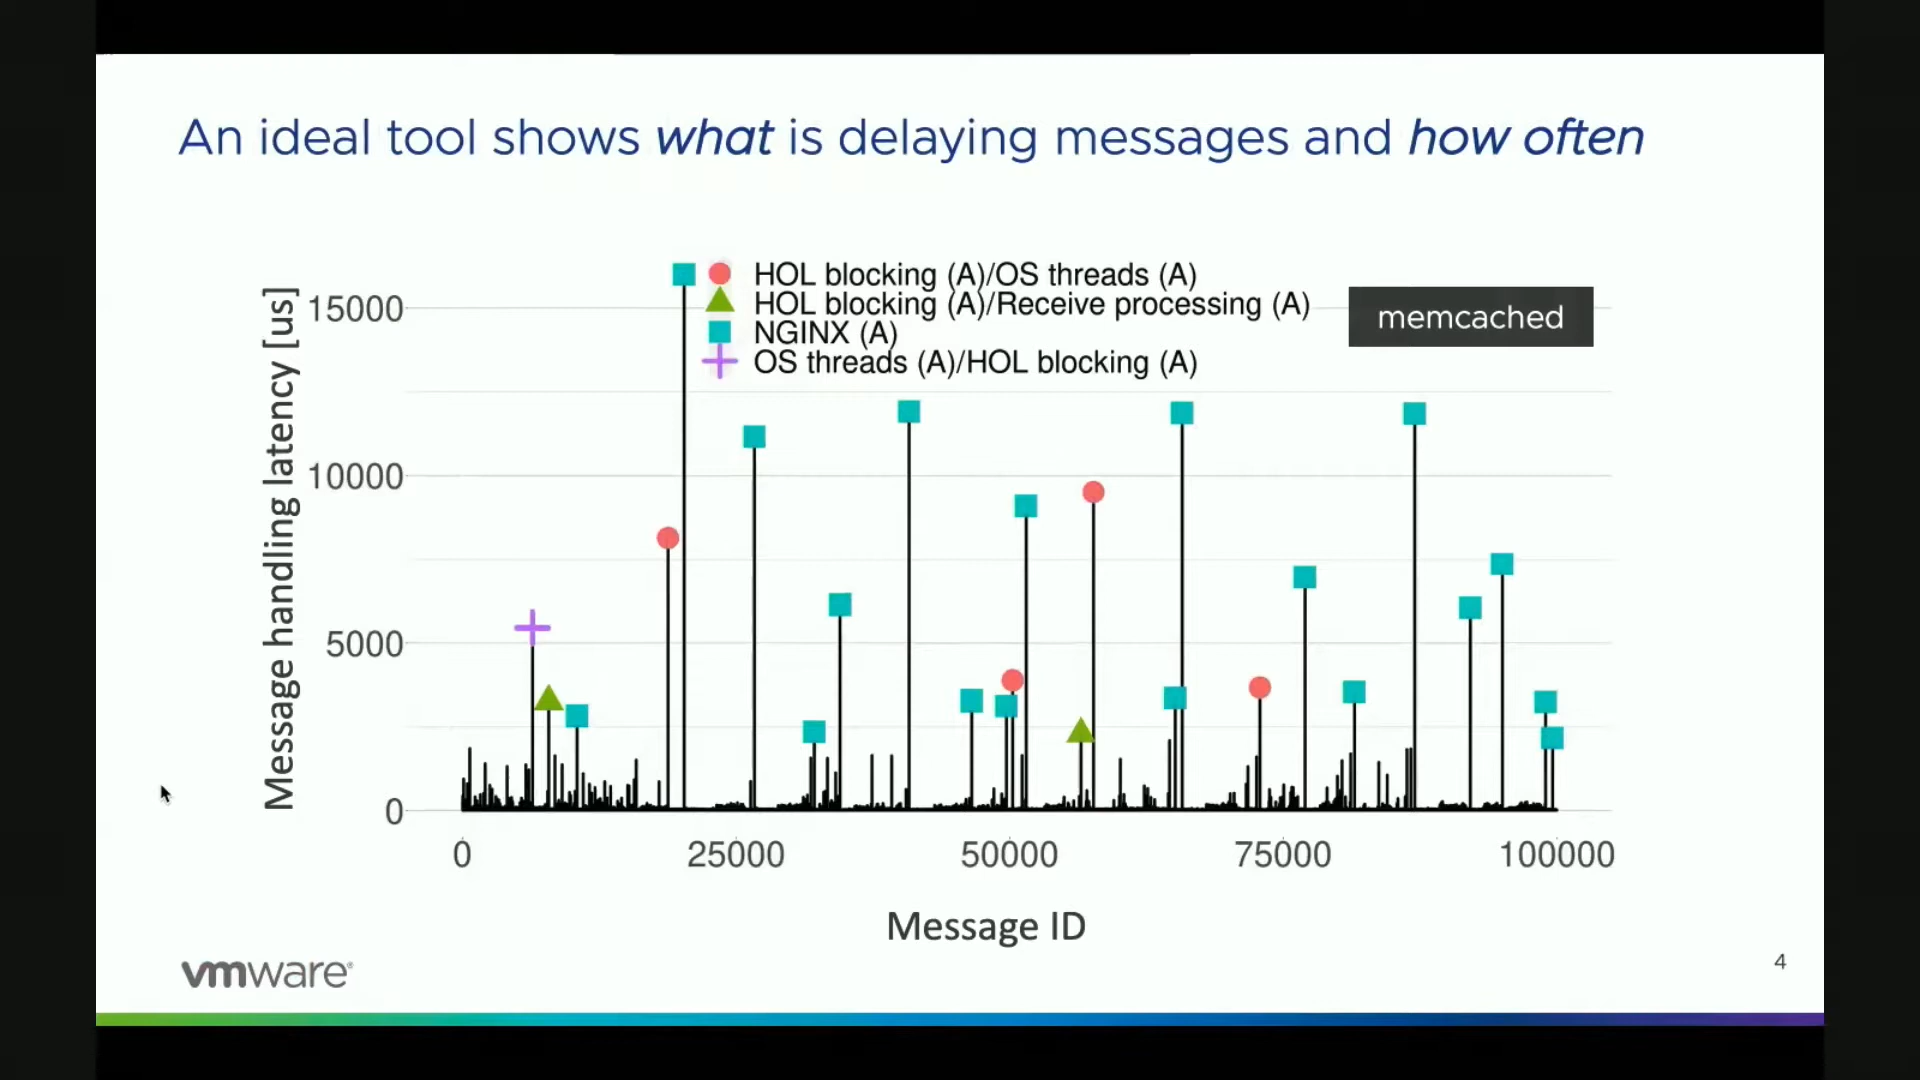 An ideal tool shows what is delaying messages and how often
HOL blocking (A)/OS threads (A)
HOL blocking (A)/Receive processing (A)
NGINX (A)
OS threads (A)/HOL blocking (A)
memcached
Message handling latency [us]
15000
10000
5000
0
0 25000 50000 75000 100000
Message ID
vmware®
4